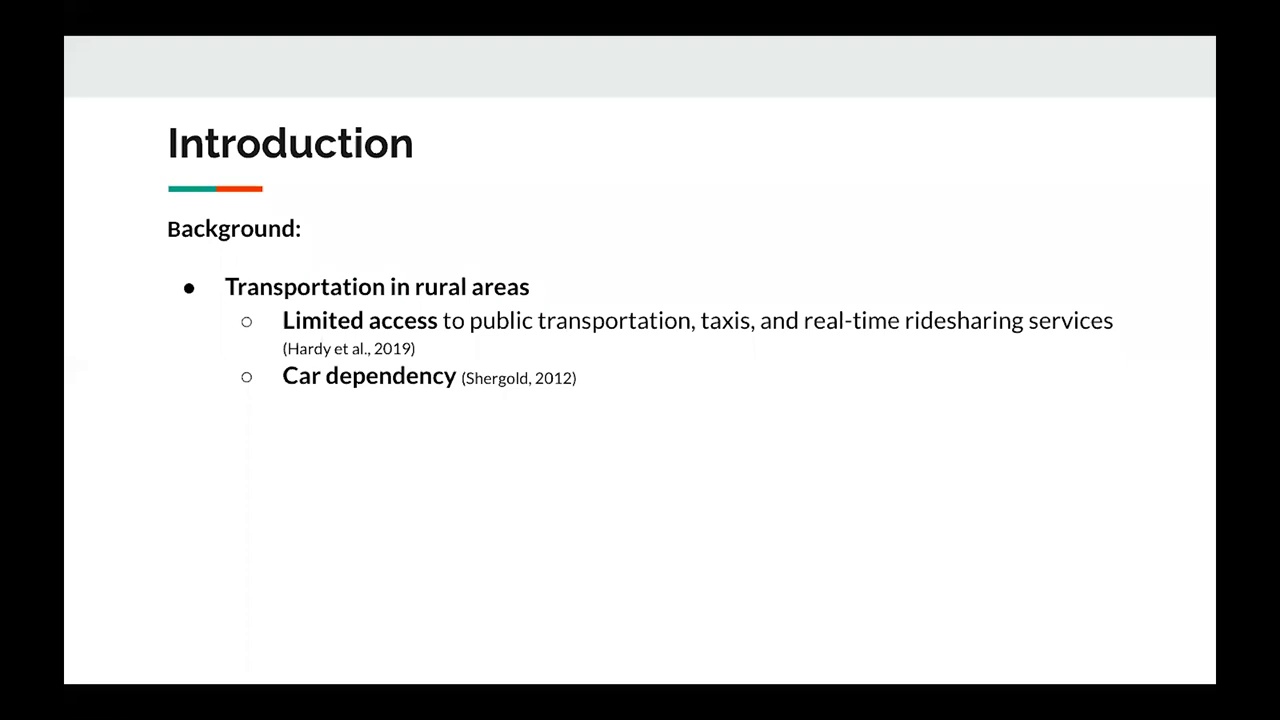 Introduction
Background:
● Transportation in rural areas
○ Limited access to public transportation, taxis, and real-time ridesharing services
(Hardy et al., 2019)
○ Car dependency (Shergold, 2012)